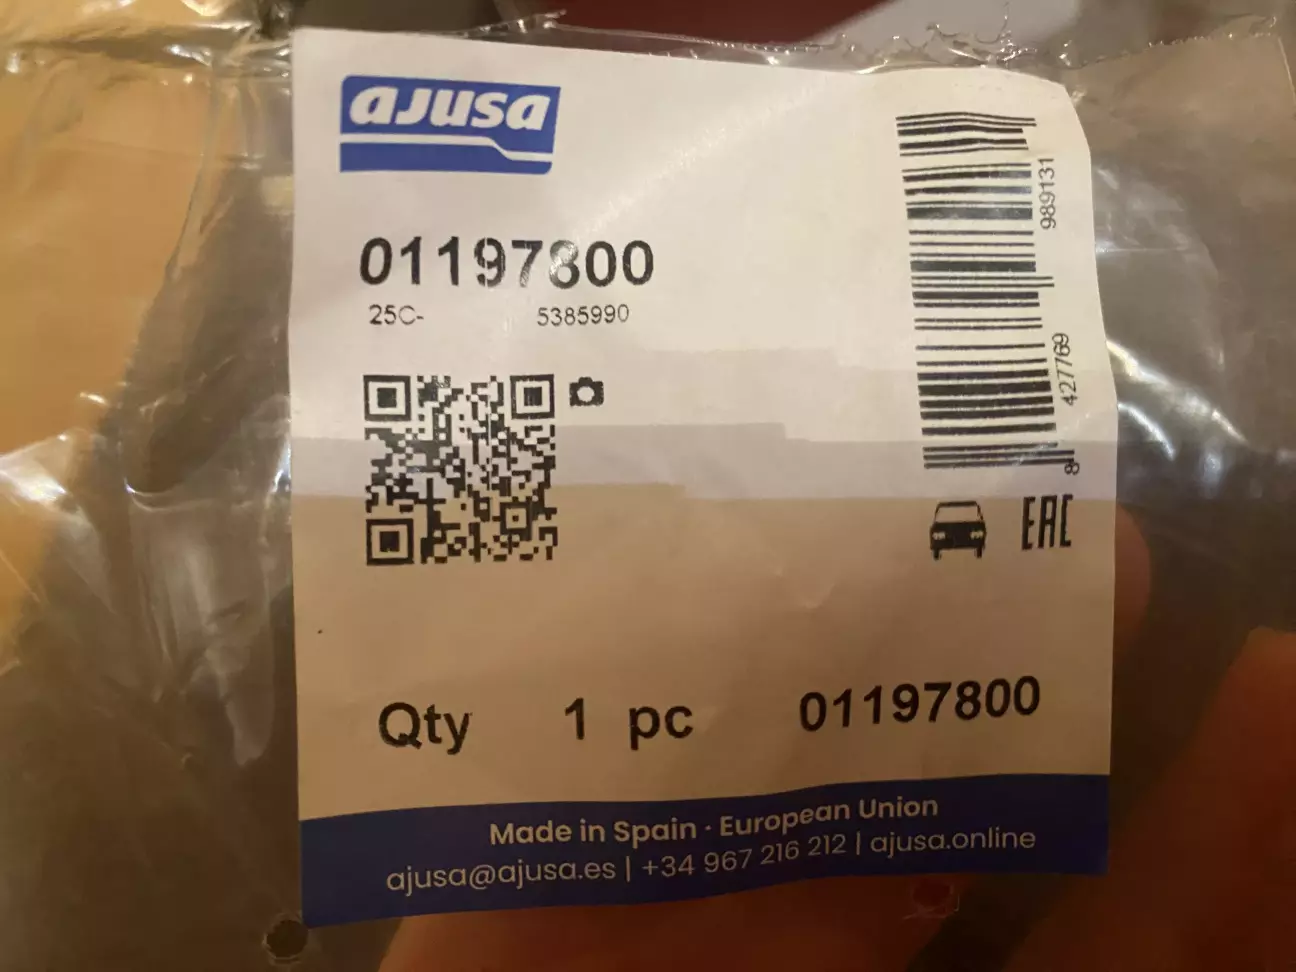 ajusa
01197800
25C- 5385990
8 427769 989131
EAC
Qty 1 pc 01197800
Made in Spain · European Union
ajusa@ajusa.es | +34 967 216 212 | ajusa.online